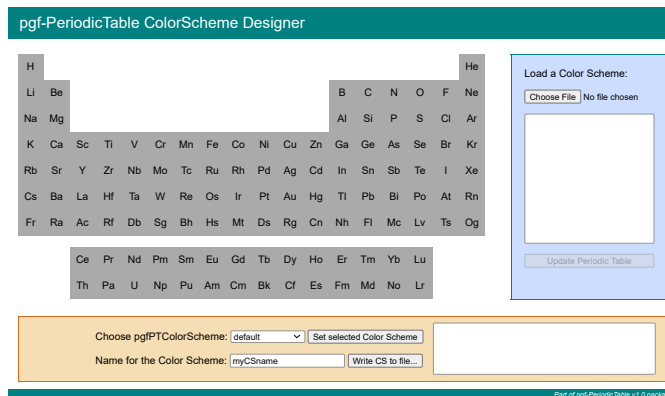 pgf-PeriodicTable ColorScheme Designer
H He
Li Be B C N O F Ne
Na Mg Al Si P S Cl Ar
K Ca Sc Ti V Cr Mn Fe Co Ni Cu Zn Ga Ge As Se Br Kr
Rb Sr Y Zr Nb Mo Tc Ru Rh Pd Ag Cd In Sn Sb Te I Xe
Cs Ba La Hf Ta W Re Os Ir Pt Au Hg Tl Pb Bi Po At Rn
Fr Ra Ac Rf Db Sg Bh Hs Mt Ds Rg Cn Nh Fl Mc Lv Ts Og
Ce Pr Nd Pm Sm Eu Gd Tb Dy Ho Er Tm Yb Lu
Th Pa U Np Pu Am Cm Bk Cf Es Fm Md No Lr
Load a Color Scheme:
Choose File No file chosen
Update Periodic Table
Choose pgfPTColorScheme: default Set selected Color Scheme
Name for the Color Scheme: myCSname Write CS to file...
Part of pgf-PeriodicTable v1.0 packa